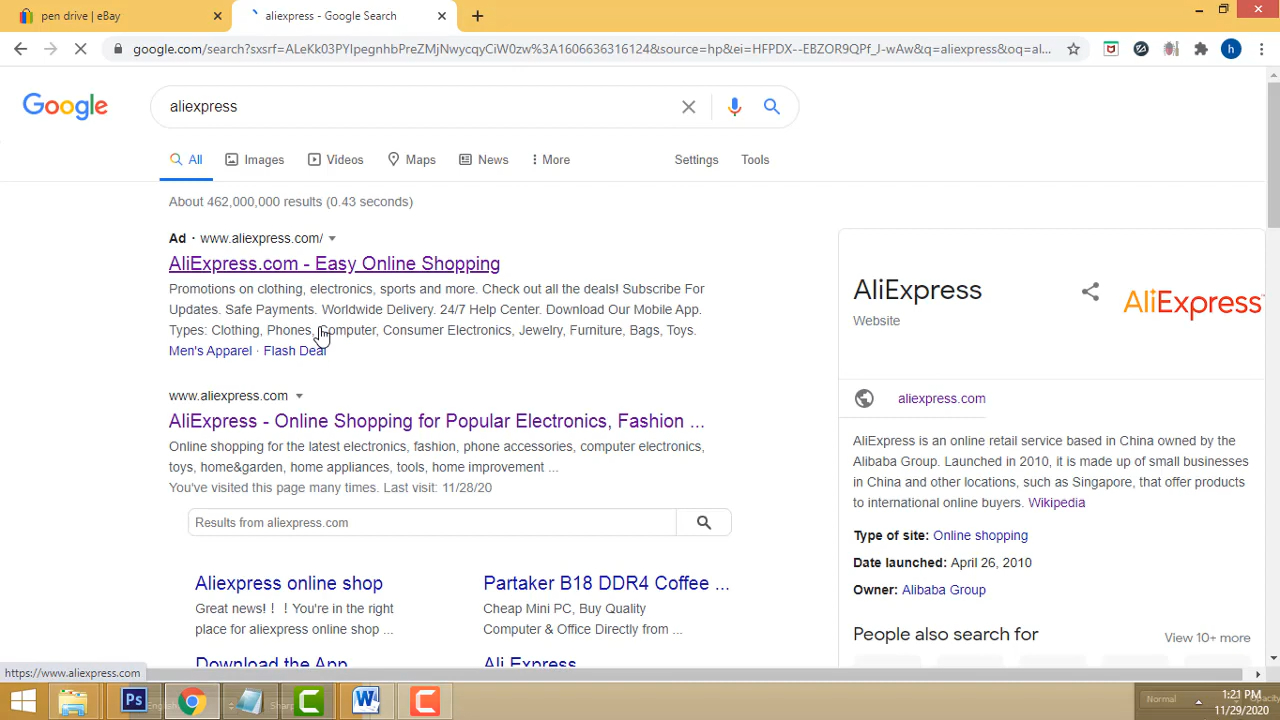 pen drive | eBay
aliexpress - Google Search
google.com/search?sxsrf=ALeKk03PYIpegnhbPreZMjNwycqyCiW0zw%3A1606636316124&source=hp&ei=HFPDX--EBZOR9QPf_J-wAw&q=aliexpress&oq=al...
h
Google
aliexpress
All
Images
Videos
Maps
News
More
Settings
Tools
About 462,000,000 results (0.43 seconds)
Ad · www.aliexpress.com/
AliExpress.com - Easy Online Shopping
Promotions on clothing, electronics, sports and more. Check out all the deals! Subscribe For
Updates. Safe Payments. Worldwide Delivery. 24/7 Help Center. Download Our Mobile App.
Types: Clothing, Phones, Computer, Consumer Electronics, Jewelry, Furniture, Bags, Toys.
Men's Apparel · Flash Deal
www.aliexpress.com
AliExpress - Online Shopping for Popular Electronics, Fashion ...
Online shopping for the latest electronics, fashion, phone accessories, computer electronics,
toys, home&garden, home appliances, tools, home improvement ...
You've visited this page many times. Last visit: 11/28/20
Results from aliexpress.com
Aliexpress online shop
Great news!！！You're in the right
place for aliexpress online shop ...
Partaker B18 DDR4 Coffee ...
Cheap Mini PC, Buy Quality
Computer & Office Directly from ...
Download the App
Ali Express
AliExpress
Website
AliExpress
aliexpress.com
AliExpress is an online retail service based in China owned by the
Alibaba Group. Launched in 2010, it is made up of small businesses
in China and other locations, such as Singapore, that offer products
to international online buyers. Wikipedia
Type of site: Online shopping
Date launched: April 26, 2010
Owner: Alibaba Group
People also search for
View 10+ more
https://www.aliexpress.com
Ps
English
Sharp
C
W
C
Normal
Opacity
1:21 PM
11/29/2020